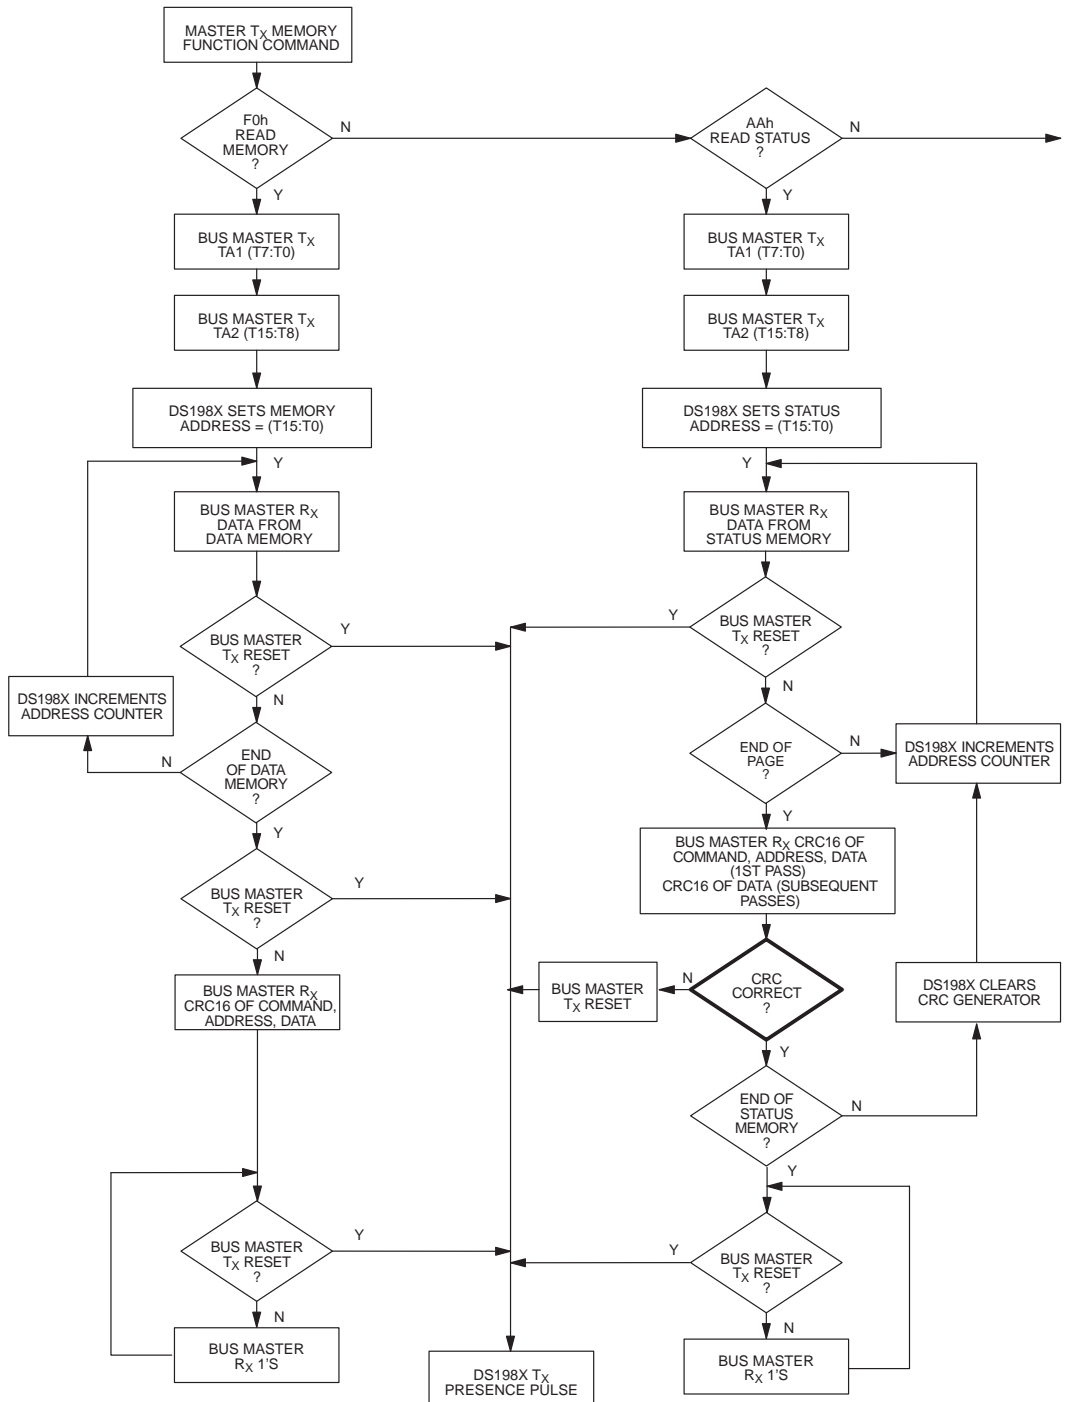 MASTER TX MEMORY
FUNCTION COMMAND
F0h
READ
MEMORY
?
N
Y
AAh
READ STATUS
?
N
Y
BUS MASTER TX
TA1 (T7:T0)
BUS MASTER TX
TA1 (T7:T0)
BUS MASTER TX
TA2 (T15:T8)
BUS MASTER TX
TA2 (T15:T8)
DS198X SETS MEMORY
ADDRESS = (T15:T0)
Y
DS198X SETS STATUS
ADDRESS = (T15:T0)
Y
BUS MASTER RX
DATA FROM
DATA MEMORY
BUS MASTER RX
DATA FROM
STATUS MEMORY
BUS MASTER
TX RESET
?
Y
N
Y
BUS MASTER
TX RESET
?
N
DS198X INCREMENTS
ADDRESS COUNTER
N
END
OF DATA
MEMORY
?
Y
END OF
PAGE
?
N
Y
DS198X INCREMENTS
ADDRESS COUNTER
BUS MASTER
TX RESET
?
Y
N
BUS MASTER RX CRC16 OF
COMMAND, ADDRESS, DATA
(1ST PASS)
CRC16 OF DATA (SUBSEQUENT
PASSES)
BUS MASTER RX
CRC16 OF COMMAND,
ADDRESS, DATA
BUS MASTER
TX RESET
N
CRC
CORRECT
?
Y
DS198X CLEARS
CRC GENERATOR
END OF
STATUS
MEMORY
?
N
Y
BUS MASTER
TX RESET
?
Y
N
Y
BUS MASTER
TX RESET
?
N
BUS MASTER
RX 1'S
DS198X TX
PRESENCE PULSE
BUS MASTER
RX 1'S